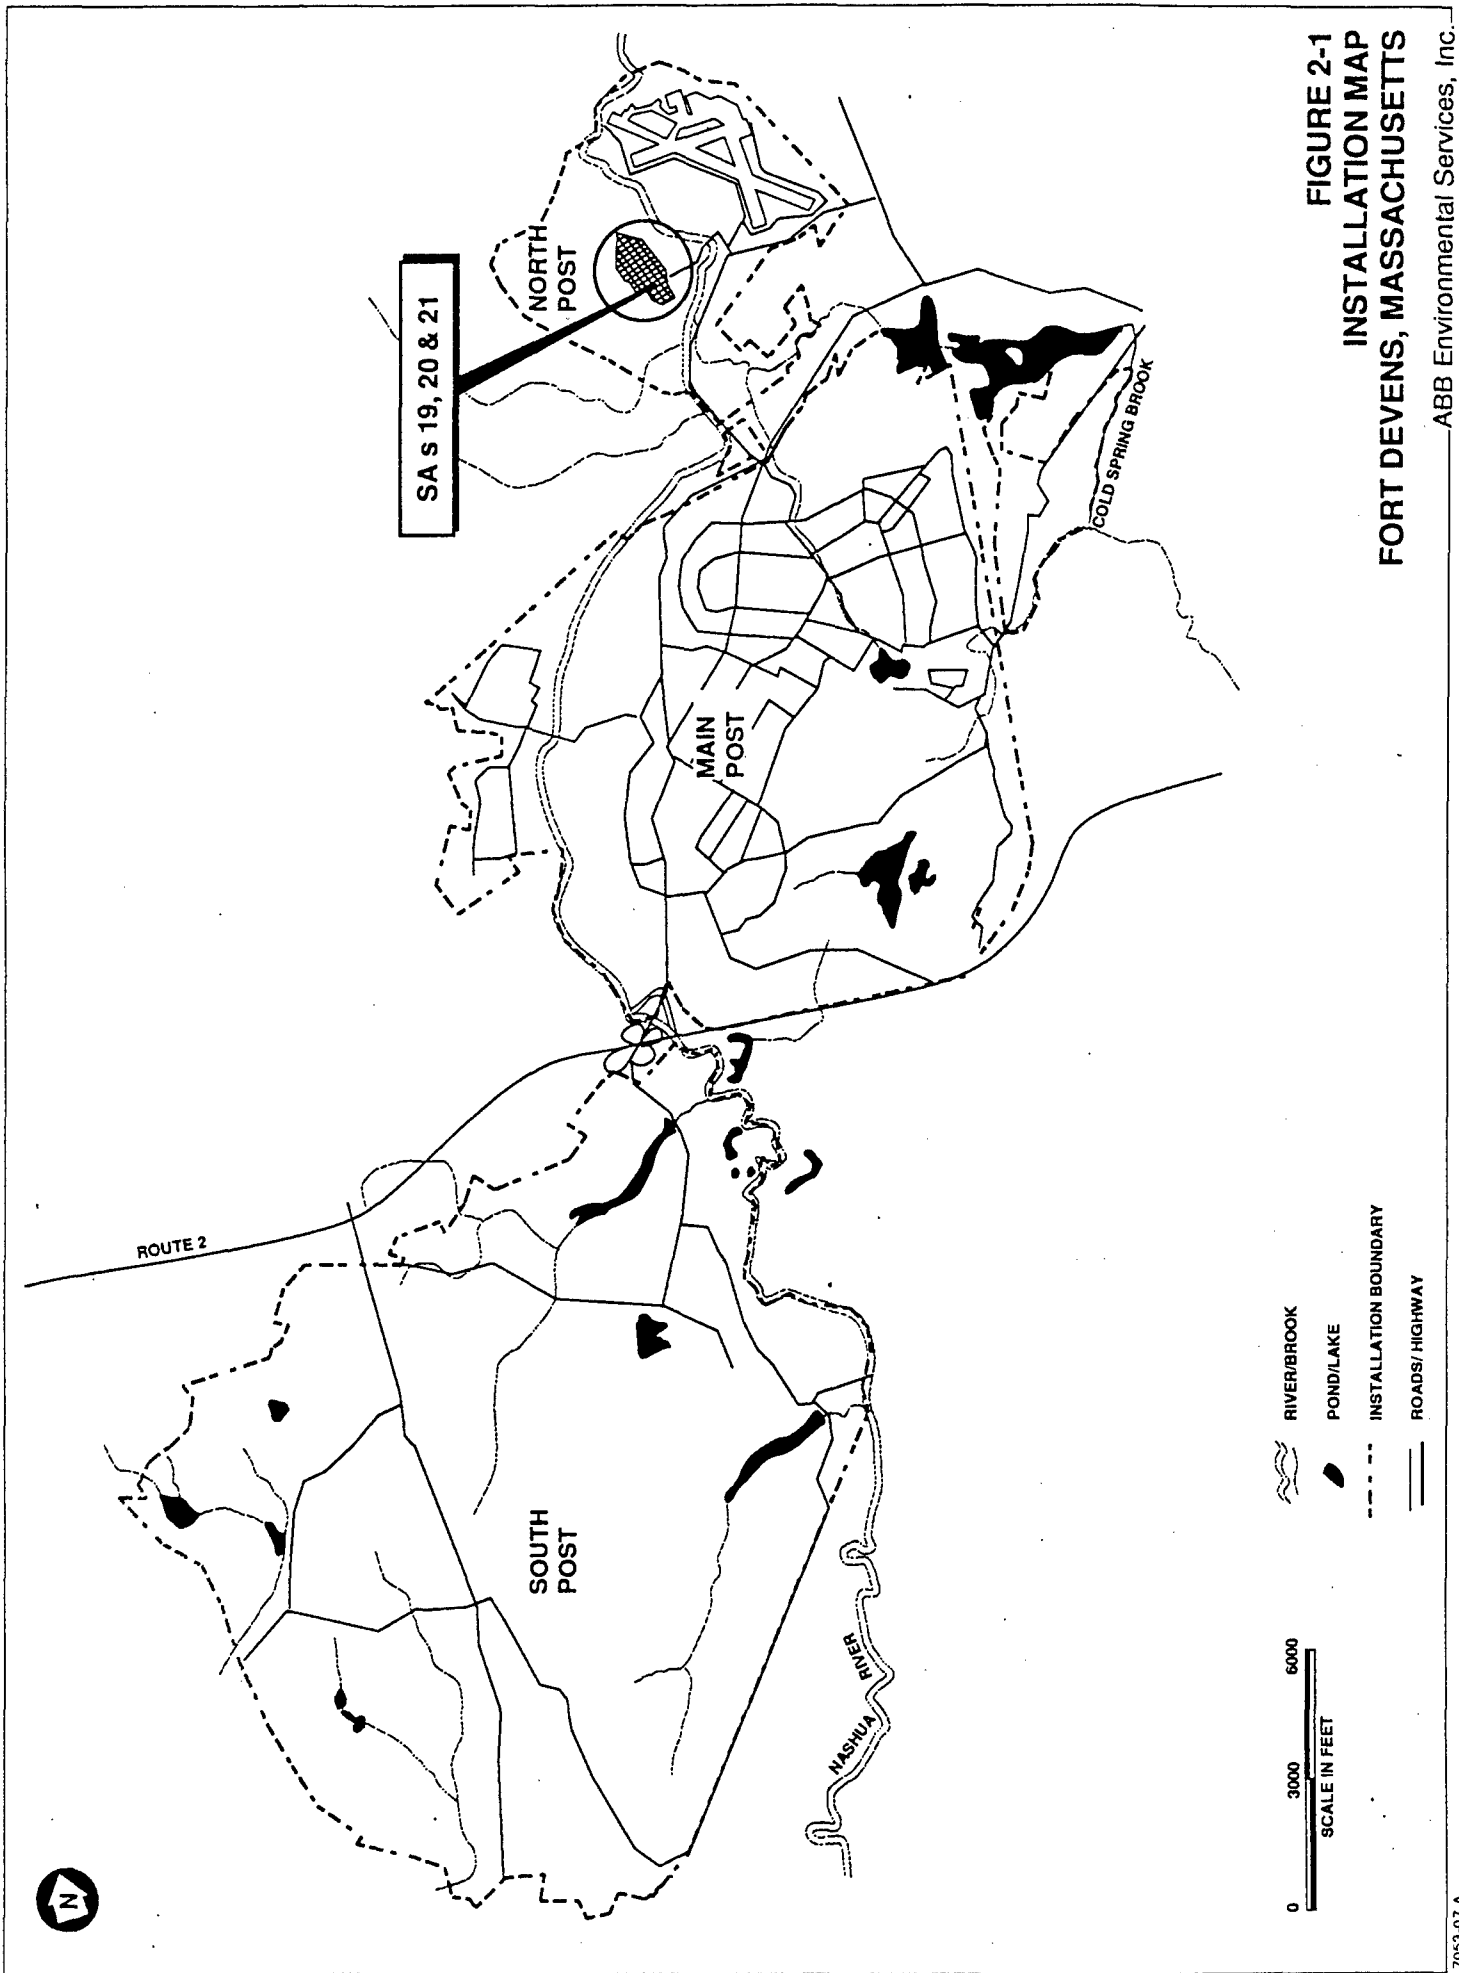 SA s 19, 20 & 21
NORTH
POST
MAIN
POST
SOUTH
POST
ROUTE 2
COLD SPRING BROOK
NASHUA RIVER
N
0 3000 6000
SCALE IN FEET
RIVER/BROOK
POND/LAKE
INSTALLATION BOUNDARY
ROADS/HIGHWAY
FIGURE 2-1
INSTALLATION MAP
FORT DEVENS, MASSACHUSETTS
ABB Environmental Services, Inc.